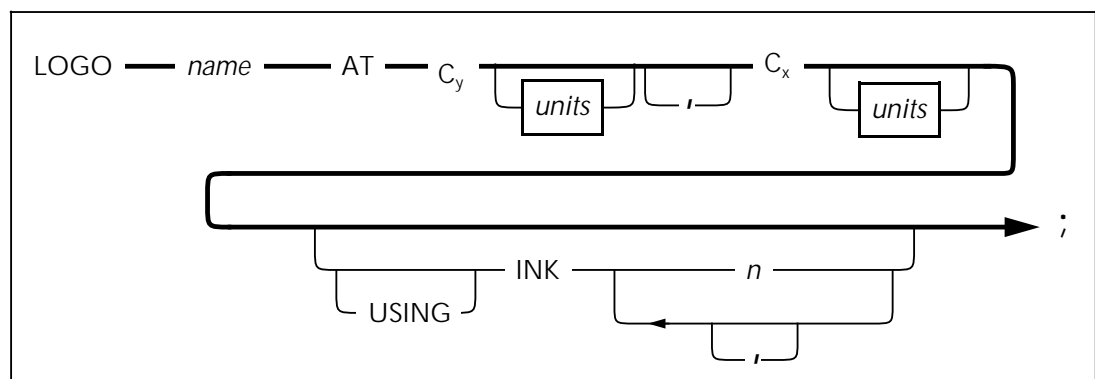 LOGO name AT Cy Cx
units , units
;
INK n
USING
,